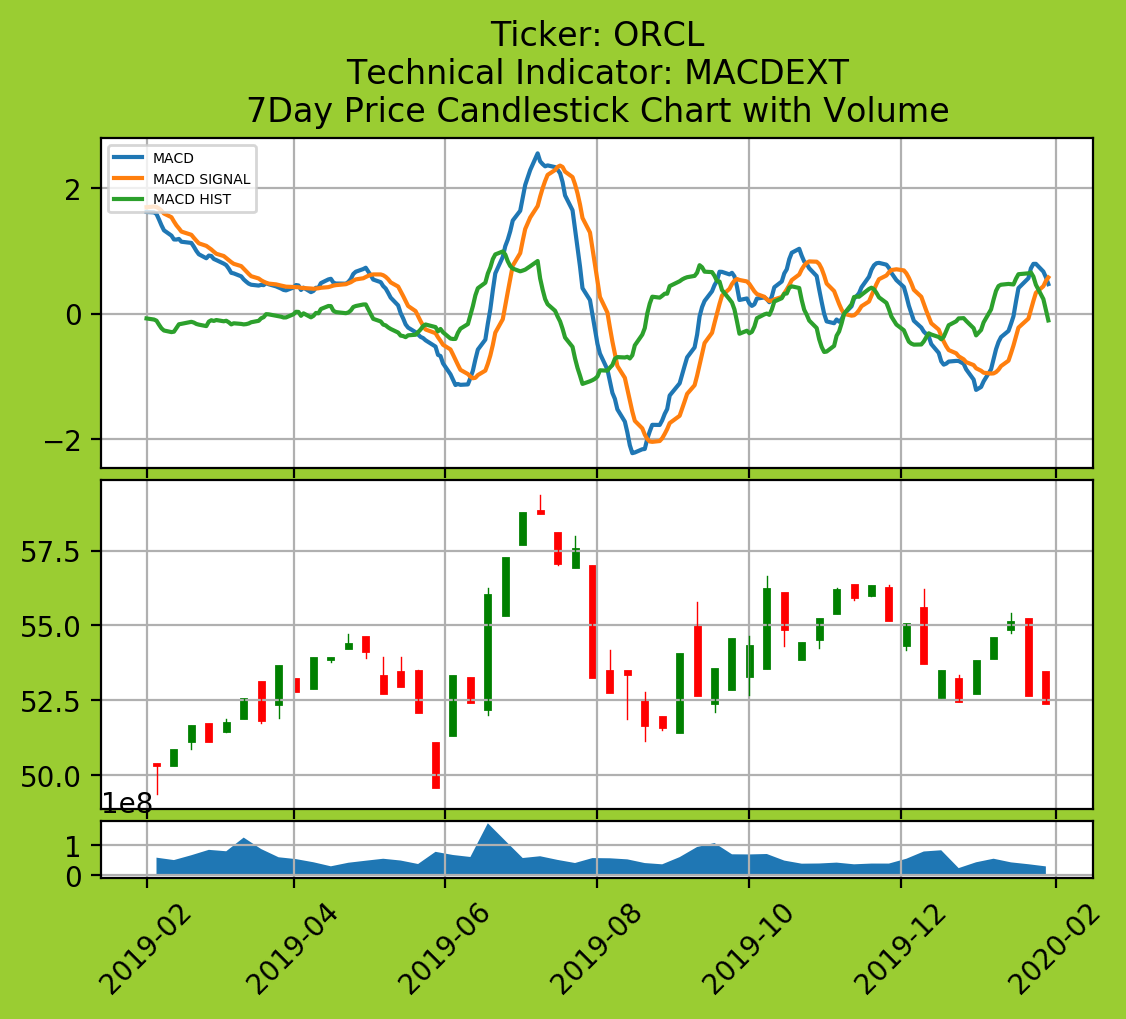 Ticker: ORCL
Technical Indicator: MACDEXT
7Day Price Candlestick Chart with Volume
MACD
MACD SIGNAL
MACD HIST
2
0
−2
57.5
55.0
52.5
50.0
1e8
1
0
2019-02
2019-04
2019-06
2019-08
2019-10
2019-12
2020-02